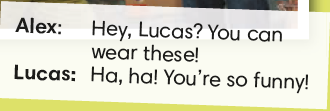 Alex: Hey, Lucas? You can
wear these!
Lucas: Ha, ha! You're so funny!